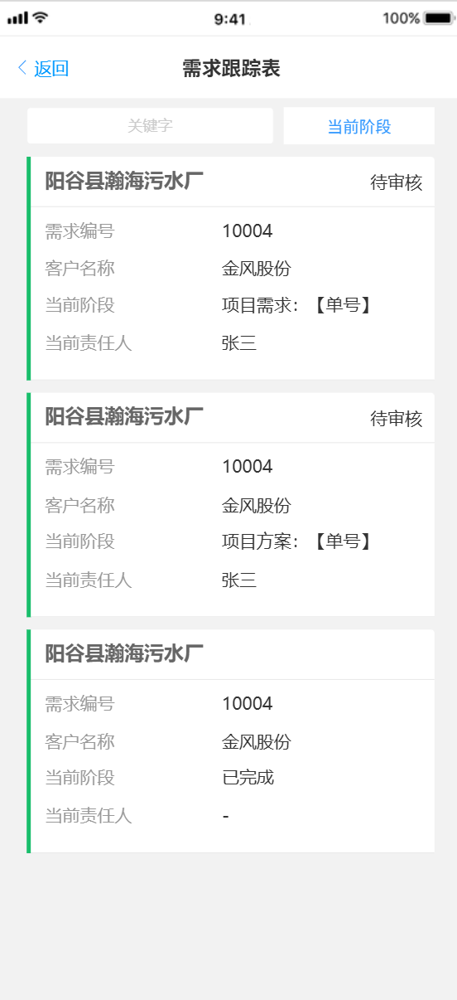 9:41 100%
返回 需求跟踪表
关键字 当前阶段
阳谷县瀚海污水厂 待审核
需求编号 10004
客户名称 金风股份
当前阶段 项目需求：【单号】
当前责任人 张三
阳谷县瀚海污水厂 待审核
需求编号 10004
客户名称 金风股份
当前阶段 项目方案：【单号】
当前责任人 张三
阳谷县瀚海污水厂
需求编号 10004
客户名称 金风股份
当前阶段 已完成
当前责任人 -